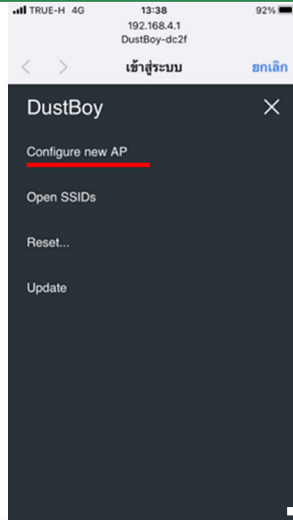 TRUE-H 4G 13:38 92%
192.168.4.1
DustBoy-dc2f
เข้าสู่ระบบ ยกเลิก
DustBoy
Configure new AP
Open SSIDs
Reset...
Update